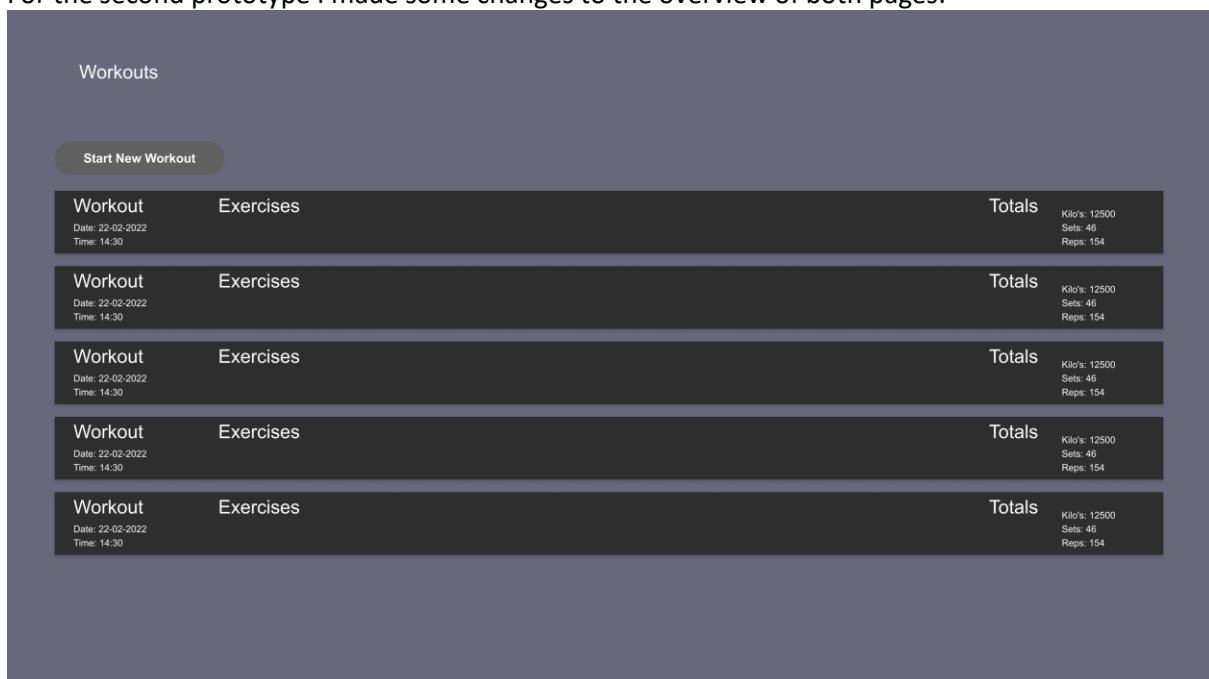 For the second prototype I made some changes to the overview of both pages.
Workouts
Start New Workout
Workout Exercises Totals
Kilo's: 12500
Date: 22-02-2022 Sets: 46
Time: 14:30 Reps: 154
Workout Exercises Totals
Kilo's: 12500
Date: 22-02-2022 Sets: 46
Time: 14:30 Reps: 154
Workout Exercises Totals
Kilo's: 12500
Date: 22-02-2022 Sets: 46
Time: 14:30 Reps: 154
Workout Exercises Totals
Kilo's: 12500
Date: 22-02-2022 Sets: 46
Time: 14:30 Reps: 154
Workout Exercises Totals
Kilo's: 12500
Date: 22-02-2022 Sets: 46
Time: 14:30 Reps: 154